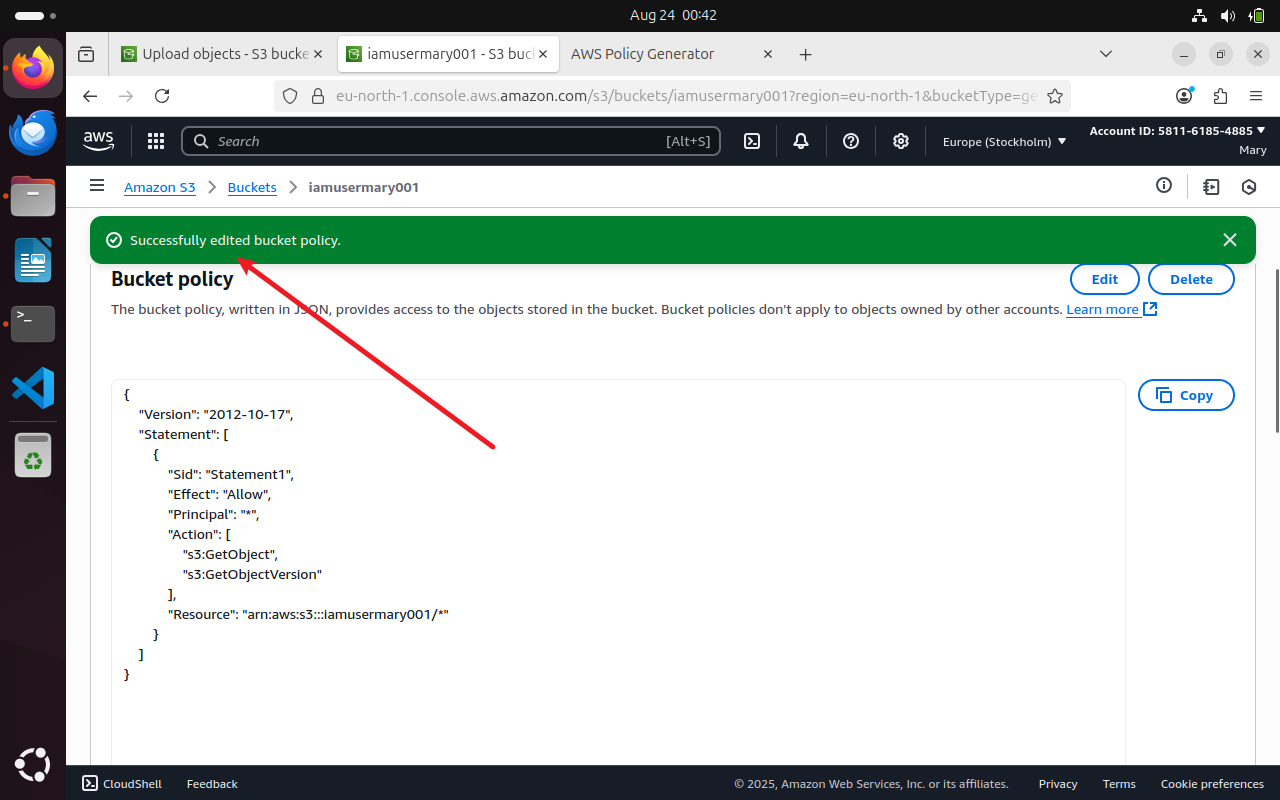 Aug 24 00:42
Upload objects - S3 bucke
iamusermary001 - S3 buc
AWS Policy Generator
eu-north-1.console.aws.amazon.com/s3/buckets/iamusermary001?region=eu-north-1&bucketType=ge
aws
Search
[Alt+S]
Europe (Stockholm)
Account ID: 5811-6185-4885
Mary
Amazon S3
Buckets
iamusermary001
Successfully edited bucket policy.
Bucket policy
Edit
Delete
The bucket policy, written in JSON, provides access to the objects stored in the bucket. Bucket policies don't apply to objects owned by other accounts. Learn more
Copy
{
"Version": "2012-10-17",
"Statement": [
{
"Sid": "Statement1",
"Effect": "Allow",
"Principal": "*",
"Action": [
"s3:GetObject",
"s3:GetObjectVersion"
],
"Resource": "arn:aws:s3:::iamusermary001/*"
}
]
}
CloudShell
Feedback
© 2025, Amazon Web Services, Inc. or its affiliates.
Privacy
Terms
Cookie preferences